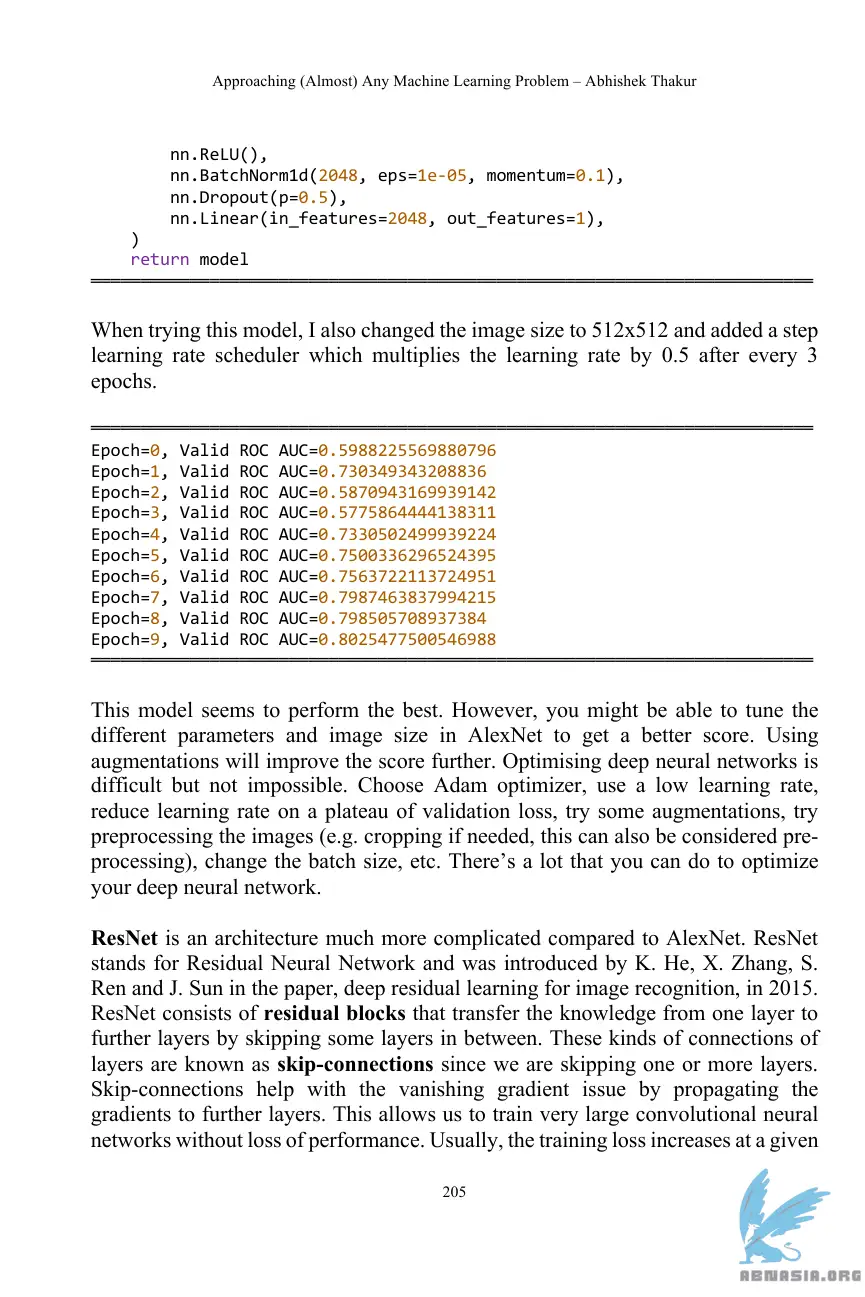 Approaching (Almost) Any Machine Learning Problem – Abhishek Thakur
nn.ReLU(),
nn.BatchNorm1d(2048, eps=1e-05, momentum=0.1),
nn.Dropout(p=0.5),
nn.Linear(in_features=2048, out_features=1),
)
return model
When trying this model, I also changed the image size to 512x512 and added a step
learning rate scheduler which multiplies the learning rate by 0.5 after every 3
epochs.
Epoch=0, Valid ROC AUC=0.5988225569880796
Epoch=1, Valid ROC AUC=0.730349343208836
Epoch=2, Valid ROC AUC=0.5870943169939142
Epoch=3, Valid ROC AUC=0.5775864444138311
Epoch=4, Valid ROC AUC=0.7330502499939224
Epoch=5, Valid ROC AUC=0.7500336296524395
Epoch=6, Valid ROC AUC=0.7563722113724951
Epoch=7, Valid ROC AUC=0.7987463837994215
Epoch=8, Valid ROC AUC=0.798505708937384
Epoch=9, Valid ROC AUC=0.8025477500546988
This model seems to perform the best. However, you might be able to tune the
different parameters and image size in AlexNet to get a better score. Using
augmentations will improve the score further. Optimising deep neural networks is
difficult but not impossible. Choose Adam optimizer, use a low learning rate,
reduce learning rate on a plateau of validation loss, try some augmentations, try
preprocessing the images (e.g. cropping if needed, this can also be considered pre-
processing), change the batch size, etc. There’s a lot that you can do to optimize
your deep neural network.
ResNet is an architecture much more complicated compared to AlexNet. ResNet
stands for Residual Neural Network and was introduced by K. He, X. Zhang, S.
Ren and J. Sun in the paper, deep residual learning for image recognition, in 2015.
ResNet consists of residual blocks that transfer the knowledge from one layer to
further layers by skipping some layers in between. These kinds of connections of
layers are known as skip-connections since we are skipping one or more layers.
Skip-connections help with the vanishing gradient issue by propagating the
gradients to further layers. This allows us to train very large convolutional neural
networks without loss of performance. Usually, the training loss increases at a given
205
ABNASIA.ORG